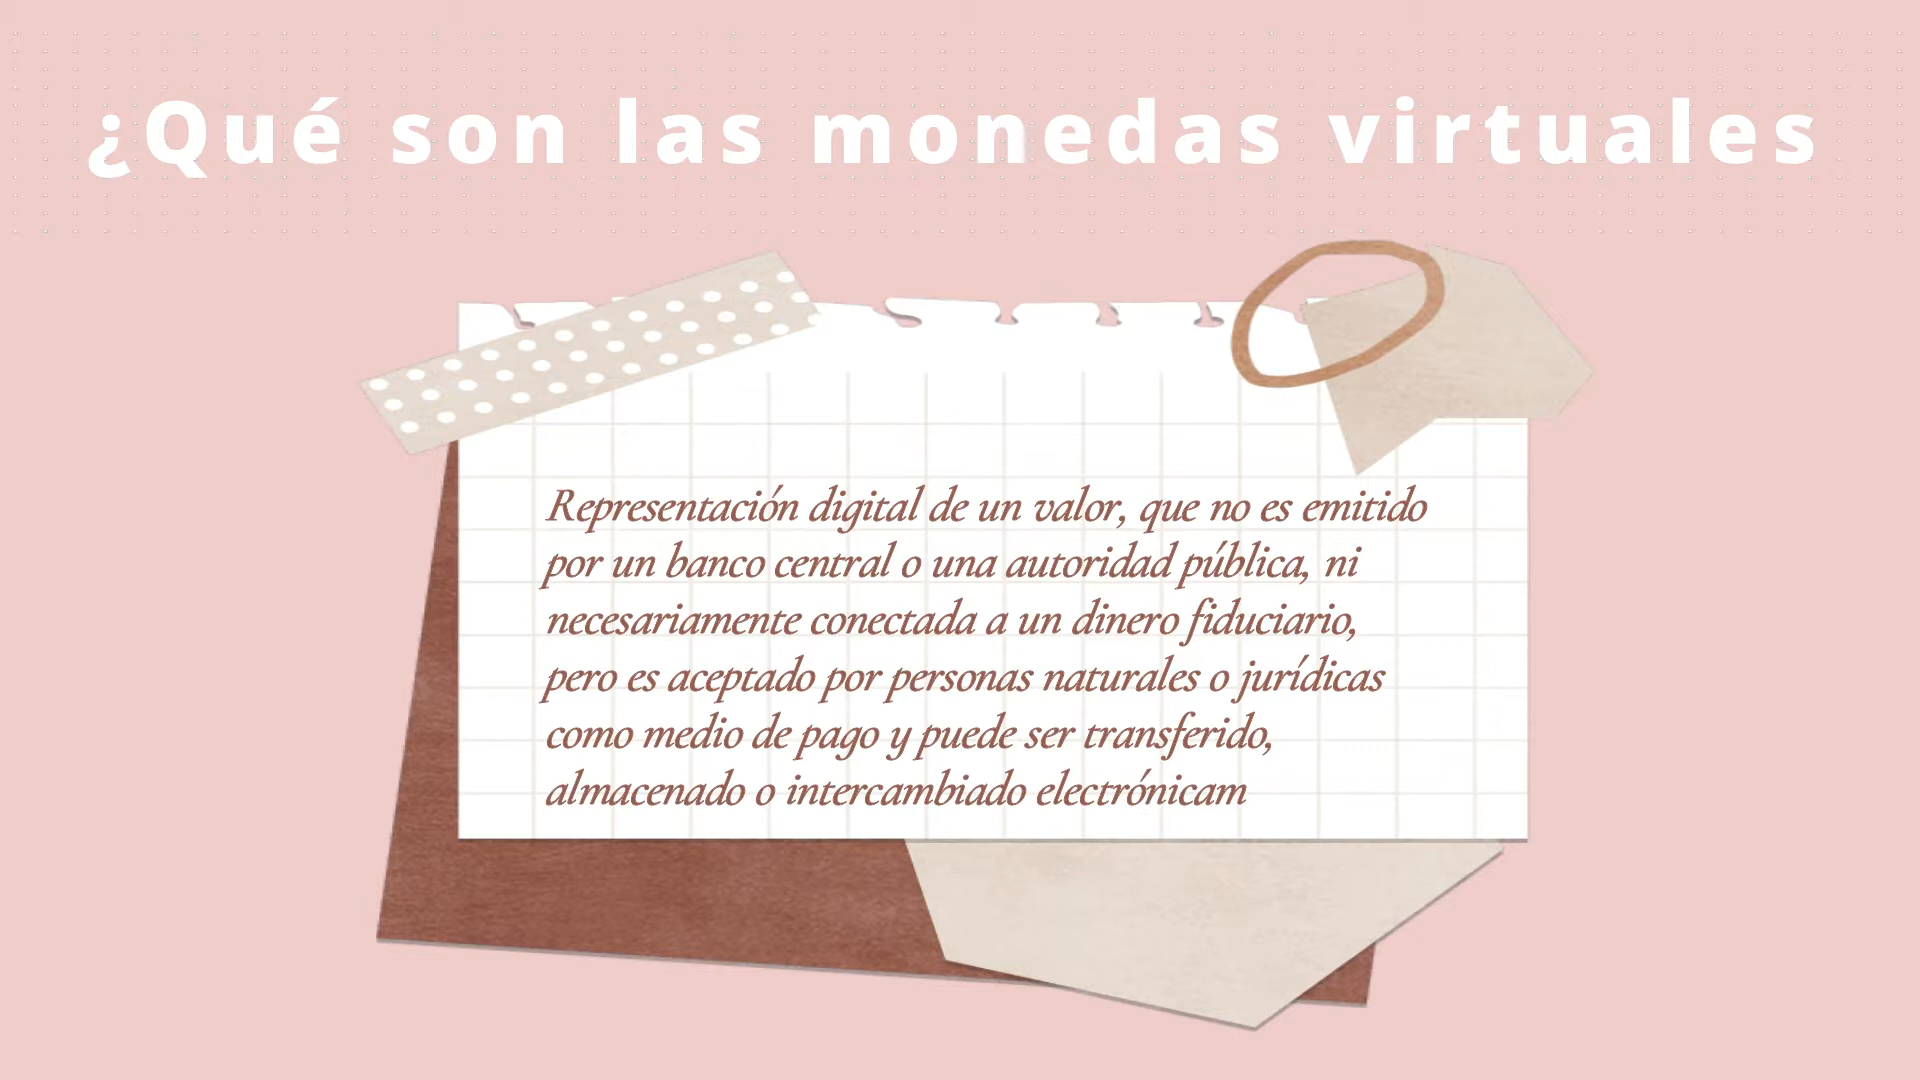 ¿Qué son las monedas virtuales
Representación digital de un valor, que no es emitido
por un banco central o una autoridad pública, ni
necesariamente conectada a un dinero fiduciario,
pero es aceptado por personas naturales o jurídicas
como medio de pago y puede ser transferido,
almacenado o intercambiado electrónicam